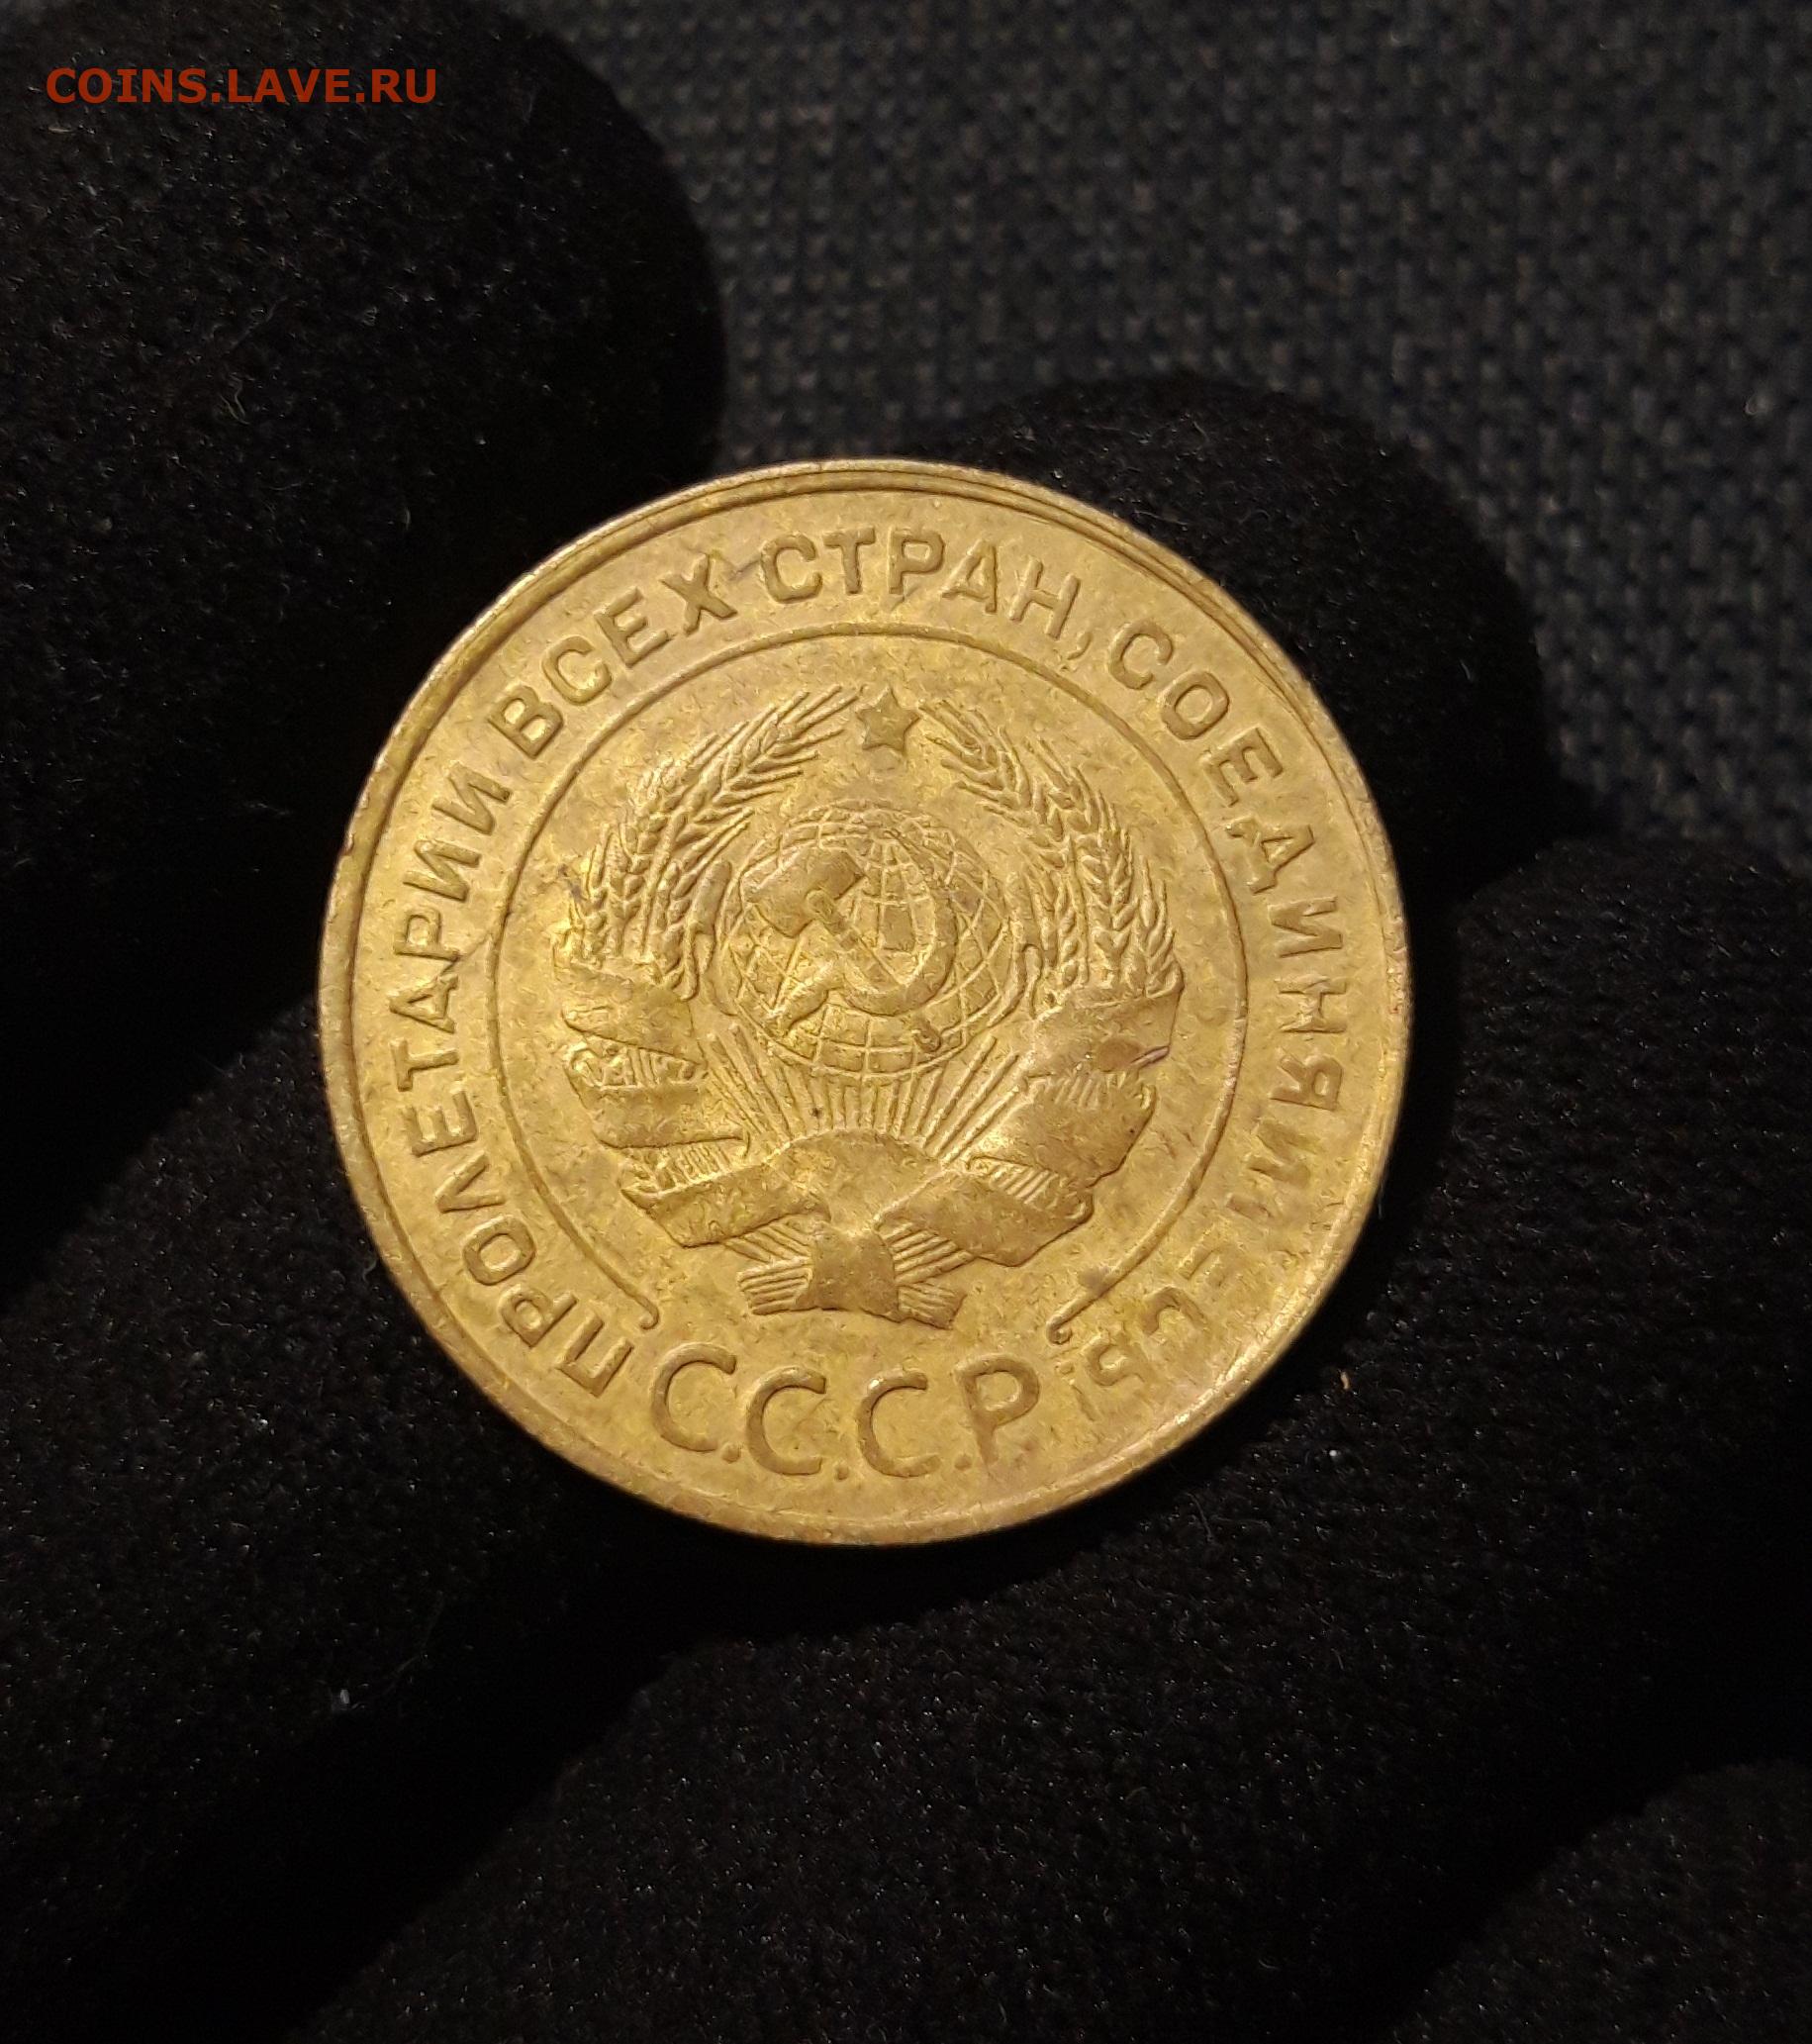 COINS.LAVE.RU
ПРОЛЕТАРИИ ВСЕХ СТРАН, СОЕДИНЯЙТЕСЬ!
С.С.С.Р